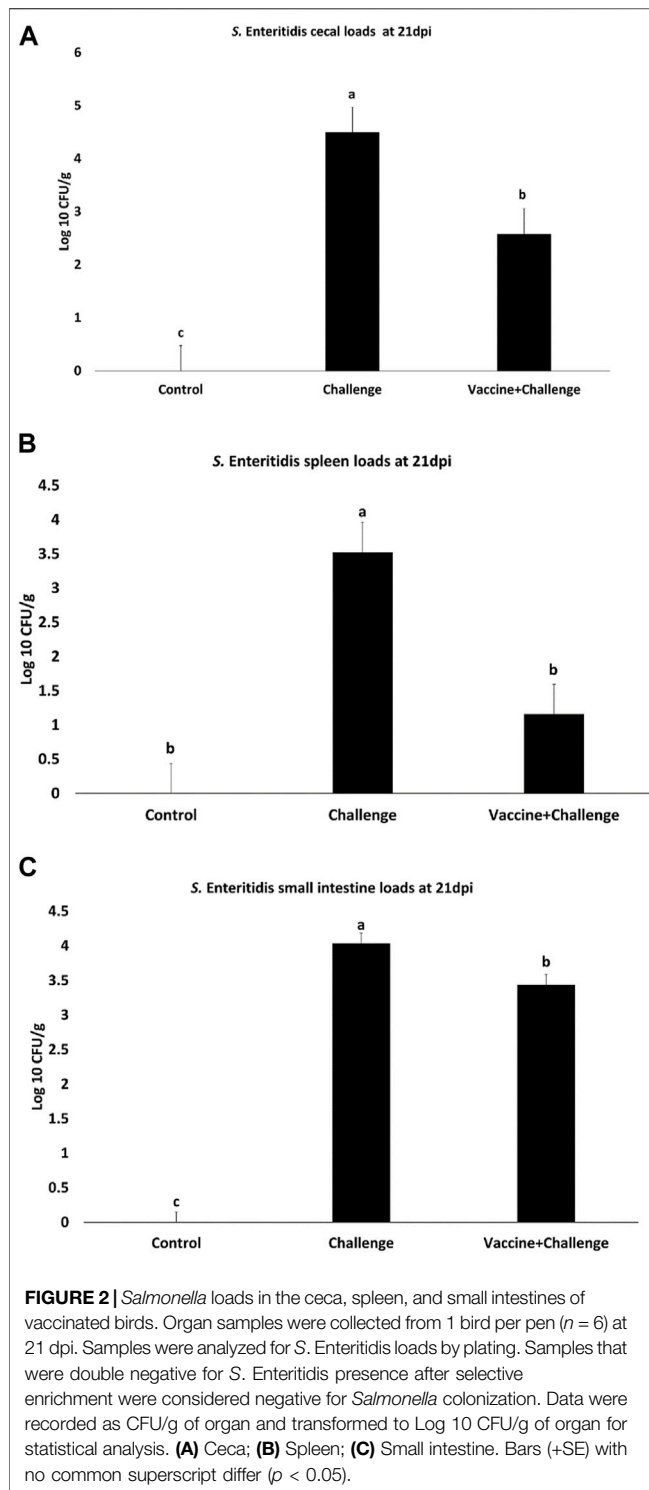 A
S. Enteritidis cecal loads at 21dpi
6
5
4
3
2
1
0
Log 10 CFU/g
c
a
b
Control Challenge Vaccine+Challenge
B
S. Enteritidis spleen loads at 21dpi
4.5
4
3.5
3
2.5
2
1.5
1
0.5
0
Log 10 CFU/g
b
a
b
Control Challenge Vaccine+Challenge
C
S. Enteritidis small intestine loads at 21dpi
4.5
4
3.5
3
2.5
2
1.5
1
0.5
0
Log 10 CFU/g
c
a
b
Control Challenge Vaccine+Challenge
FIGURE 2 | Salmonella loads in the ceca, spleen, and small intestines of
vaccinated birds. Organ samples were collected from 1 bird per pen (n = 6) at
21 dpi. Samples were analyzed for S. Enteritidis loads by plating. Samples that
were double negative for S. Enteritidis presence after selective
enrichment were considered negative for Salmonella colonization. Data were
recorded as CFU/g of organ and transformed to Log 10 CFU/g of organ for
statistical analysis. (A) Ceca; (B) Spleen; (C) Small intestine. Bars (+SE) with
no common superscript differ (p < 0.05).